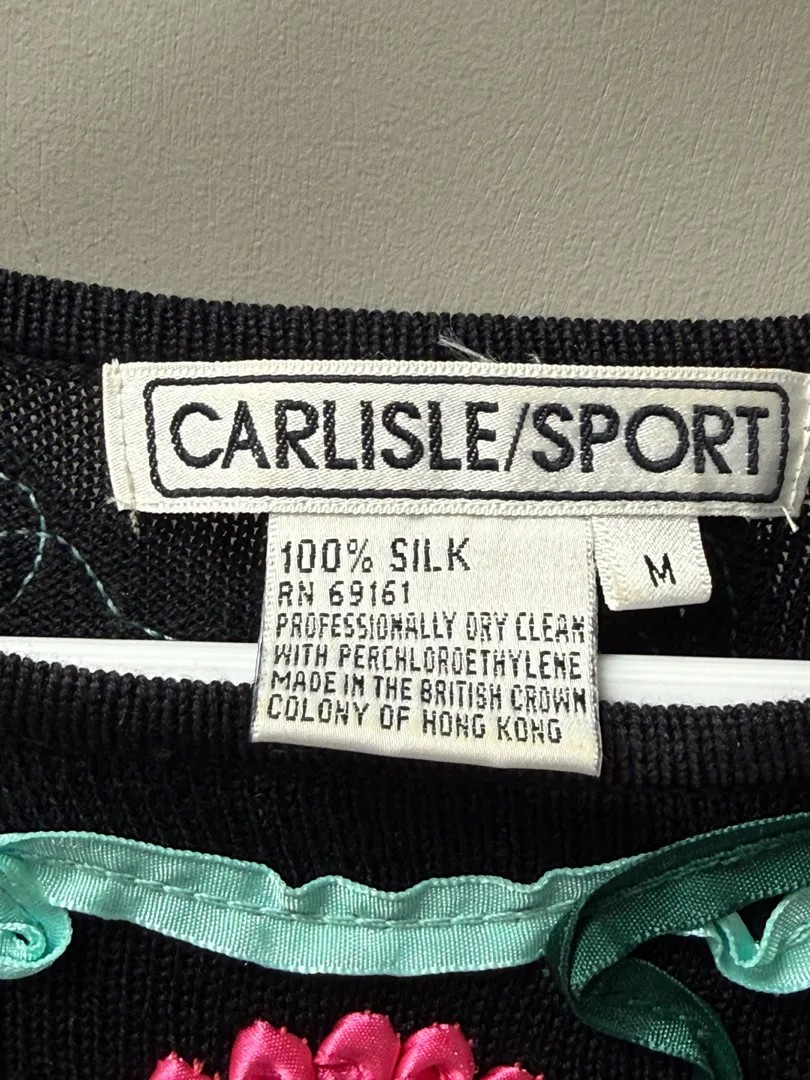 CARLISLE/SPORT
100% SILK
M
RN 69161
PROFESSIONALLY DRY CLEAN
WITH PERCHLOROETHYLENE
MADE IN THE BRITISH CROWN
COLONY OF HONG KONG